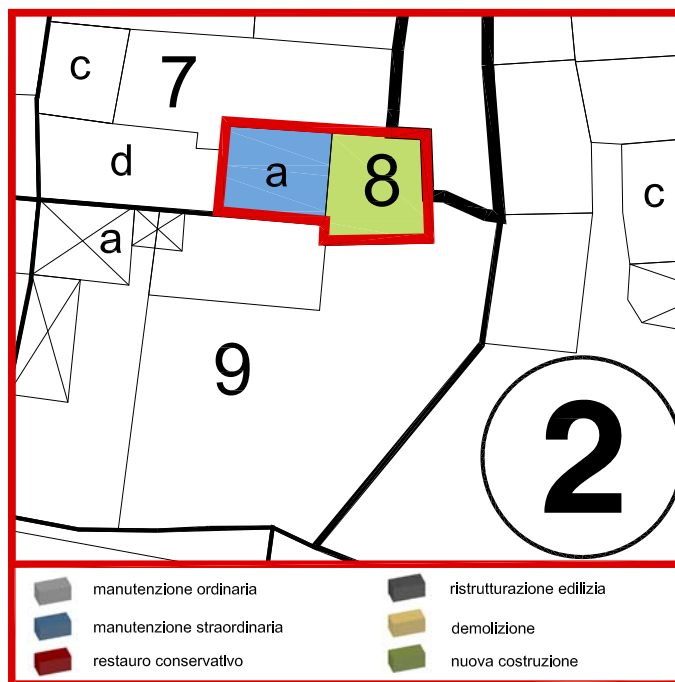 c
7
d
a
8
c
a
9
2
manutenzione ordinaria
manutenzione straordinaria
restauro conservativo
ristrutturazione edilizia
demolizione
nuova costruzione